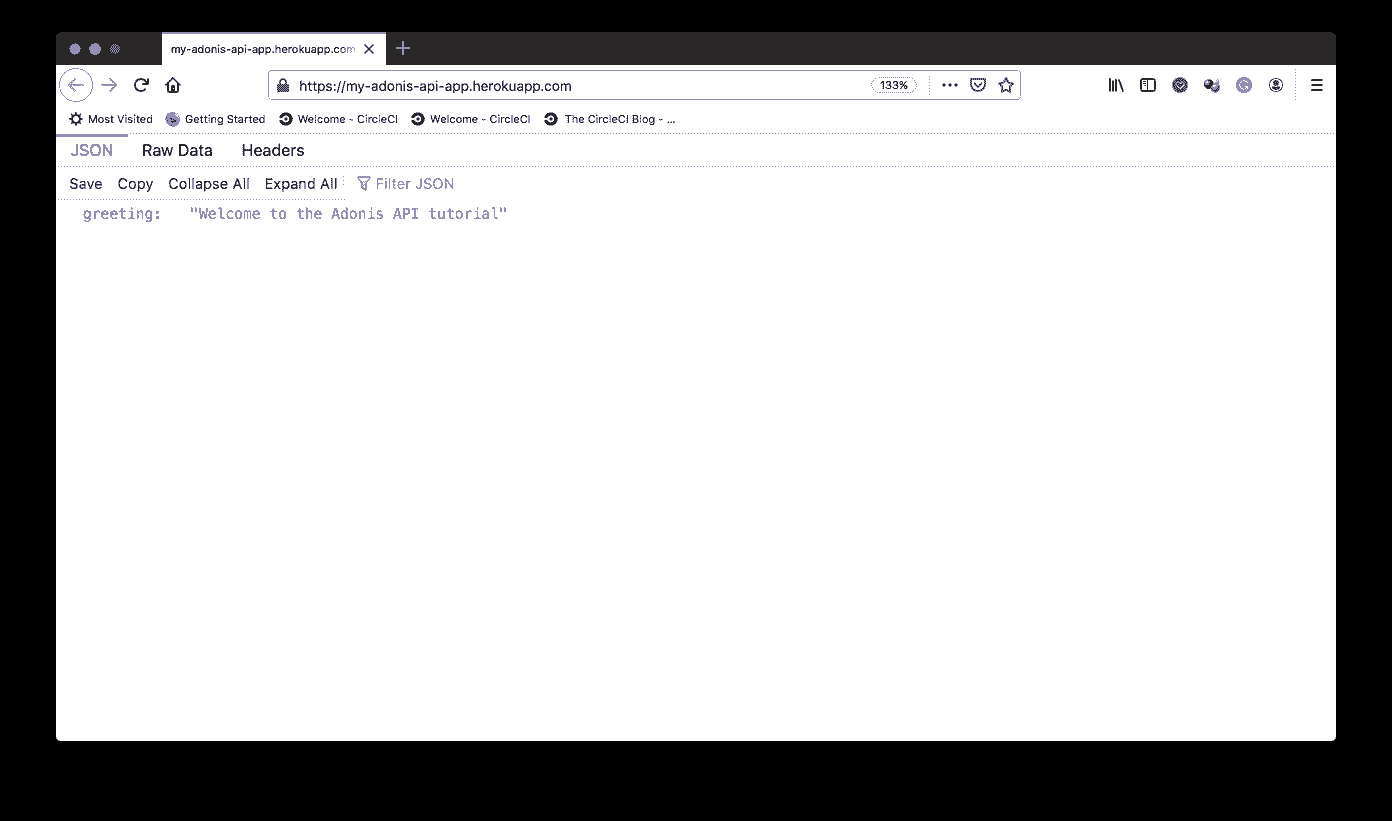 my-adonis-api-app.herokuapp.com
https://my-adonis-api-app.herokuapp.com 133%
Most Visited Getting Started Welcome - CircleCI Welcome - CircleCI The CircleCI Blog - ...
JSON Raw Data Headers
Save Copy Collapse All Expand All Filter JSON
greeting: "Welcome to the Adonis API tutorial"